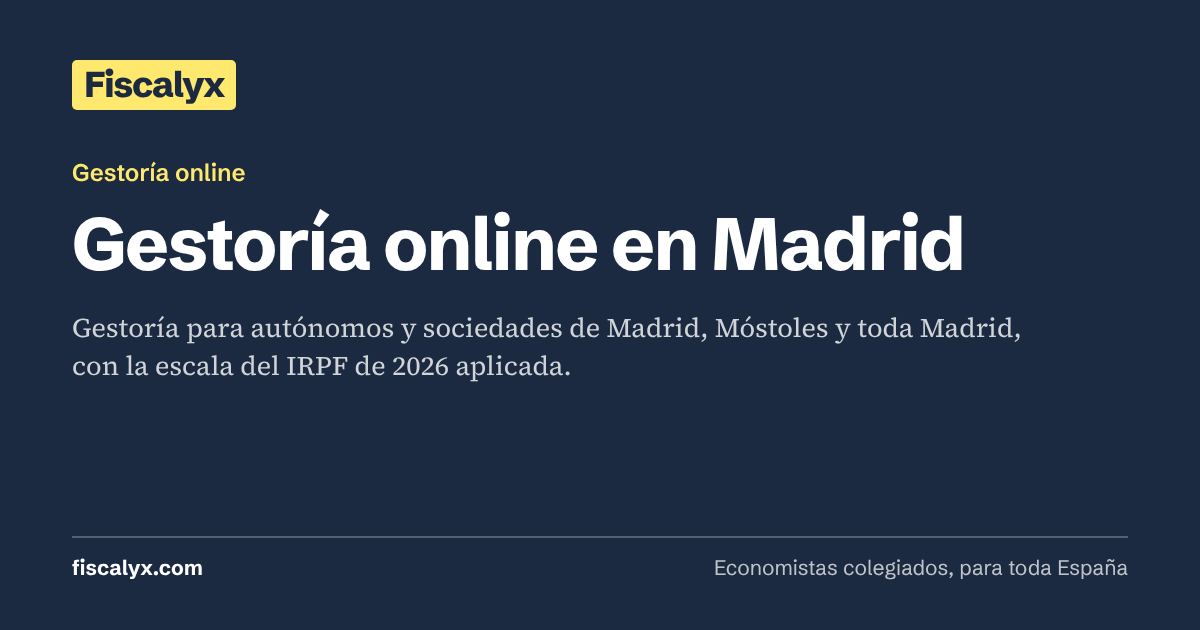 Fiscalyx
Gestoría online
Gestoría online en Madrid
Gestoría para autónomos y sociedades de Madrid, Móstoles y toda Madrid,
con la escala del IRPF de 2026 aplicada.
fiscalyx.com
Economistas colegiados, para toda España